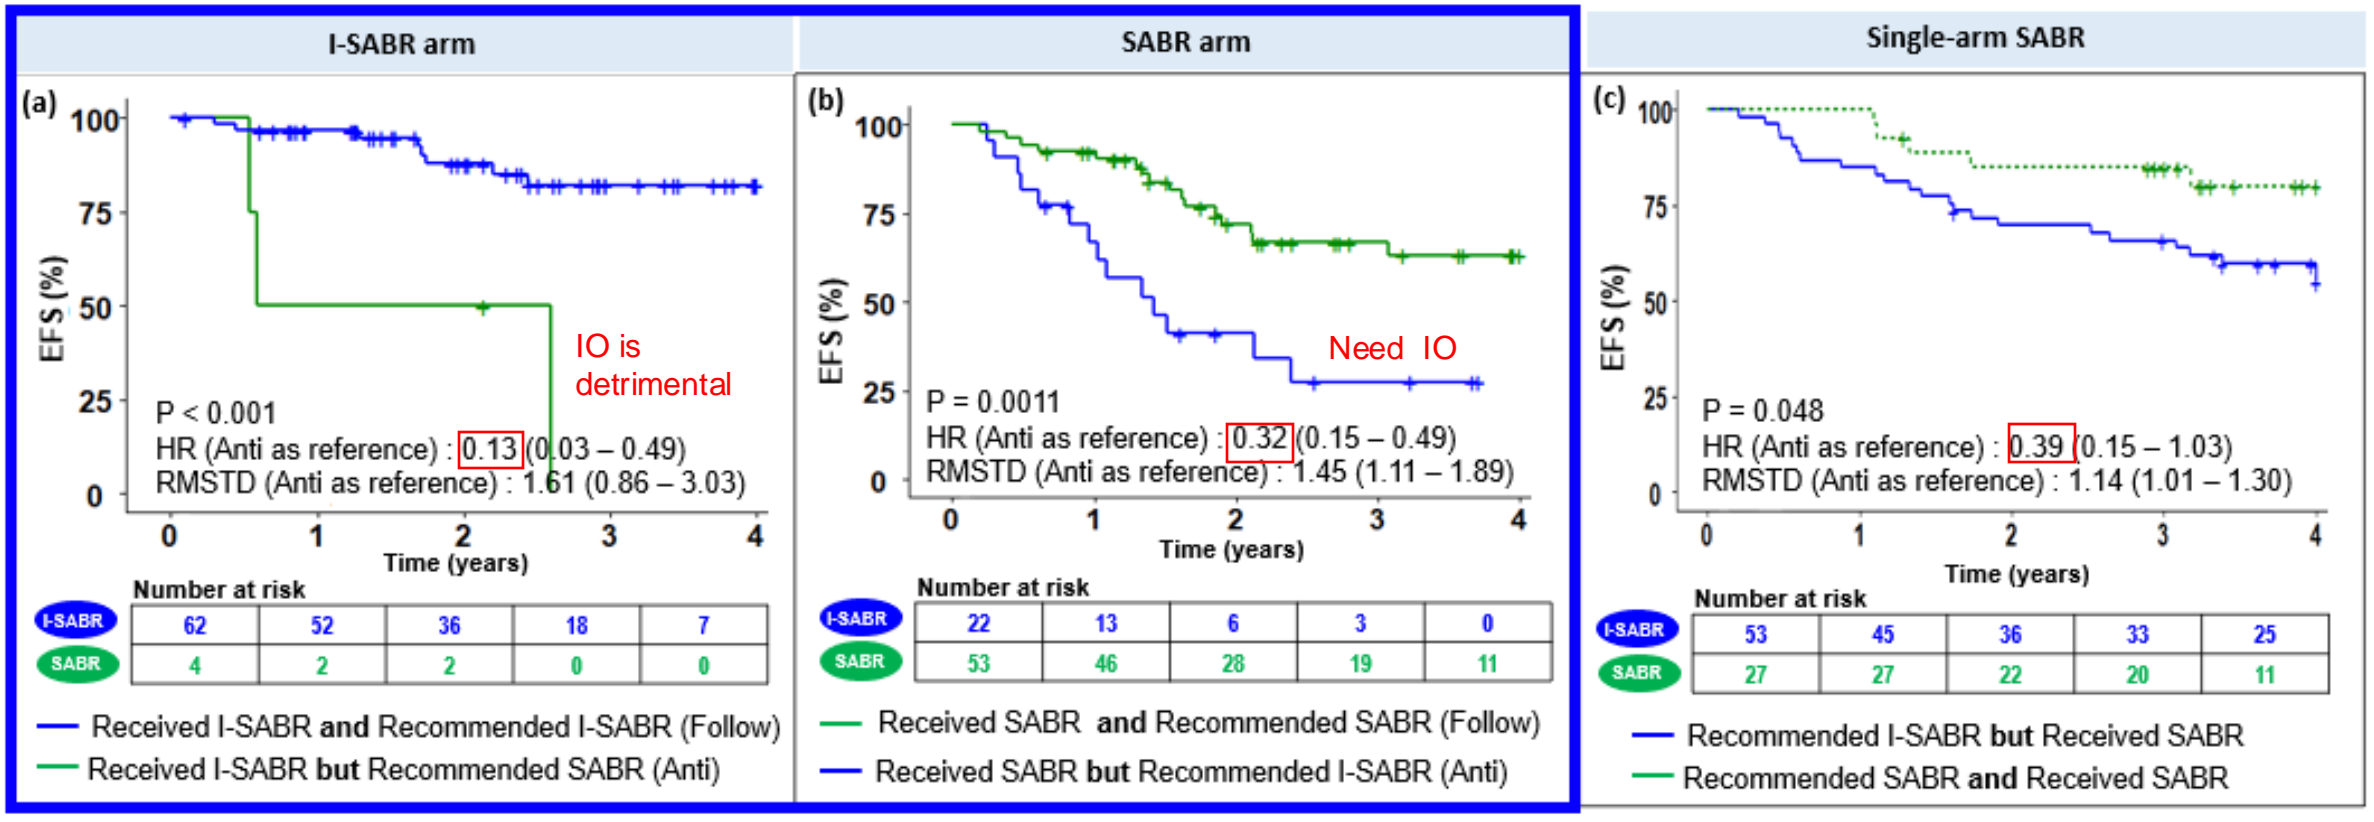 I-SABR arm
(a)
100
75
50
25
0
EFS (%)
IO is
detrimental
P < 0.001
HR (Anti as reference) : 0.13 (0.03 – 0.49)
RMSTD (Anti as reference) : 1.61 (0.86 – 3.03)
0 1 2 3 4
Time (years)
Number at risk
I-SABR 62 52 36 18 7
SABR 4 2 2 0 0
Received I-SABR and Recommended I-SABR (Follow)
Received I-SABR but Recommended SABR (Anti)
SABR arm
(b)
100
75
50
25
0
EFS (%)
Need IO
P = 0.0011
HR (Anti as reference) : 0.32 (0.15 – 0.49)
RMSTD (Anti as reference) : 1.45 (1.11 – 1.89)
0 1 2 3 4
Time (years)
Number at risk
I-SABR 22 13 6 3 0
SABR 53 46 28 19 11
Received SABR and Recommended SABR (Follow)
Received SABR but Recommended I-SABR (Anti)
Single-arm SABR
(c)
100
75
50
25
0
EFS (%)
P = 0.048
HR (Anti as reference) : 0.39 (0.15 – 1.03)
RMSTD (Anti as reference) : 1.14 (1.01 – 1.30)
0 1 2 3 4
Time (years)
Number at risk
I-SABR 53 45 36 33 25
SABR 27 27 22 20 11
Recommended I-SABR but Received SABR
Recommended SABR and Received SABR